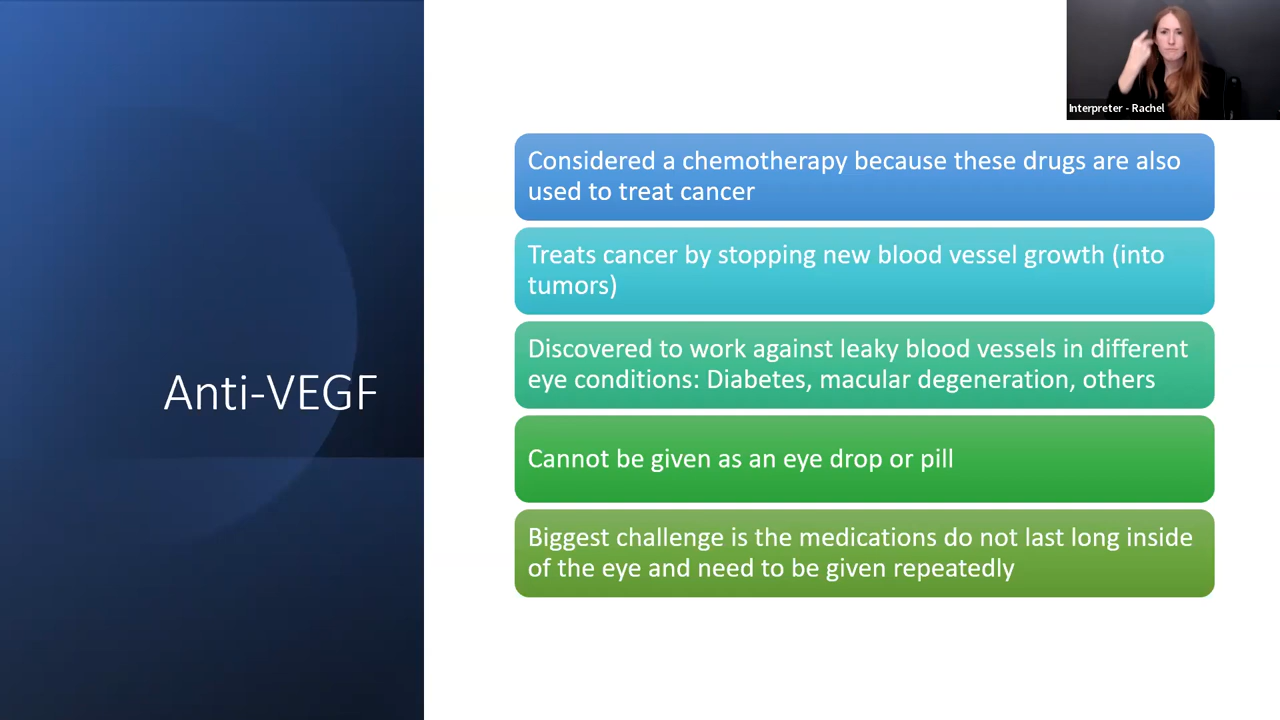 Interpreter - Rachel
Considered a chemotherapy because these drugs are also
used to treat cancer
Treats cancer by stopping new blood vessel growth (into
tumors)
Discovered to work against leaky blood vessels in different
eye conditions: Diabetes, macular degeneration, others
Anti-VEGF
Cannot be given as an eye drop or pill
Biggest challenge is the medications do not last long inside
of the eye and need to be given repeatedly